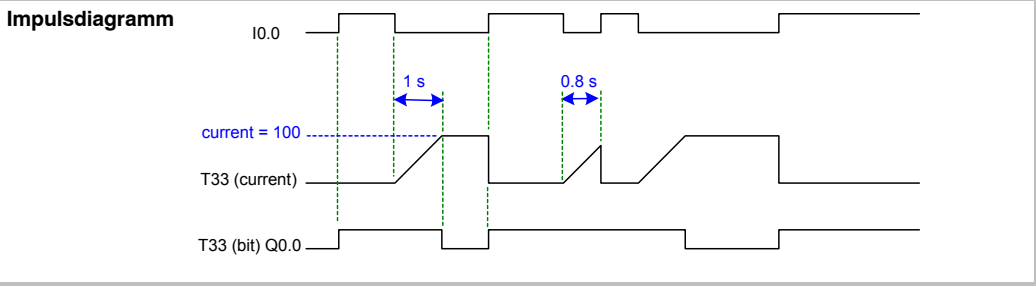 Impulsdiagramm
I0.0
1 s
0.8 s
current = 100
T33 (current)
T33 (bit) Q0.0